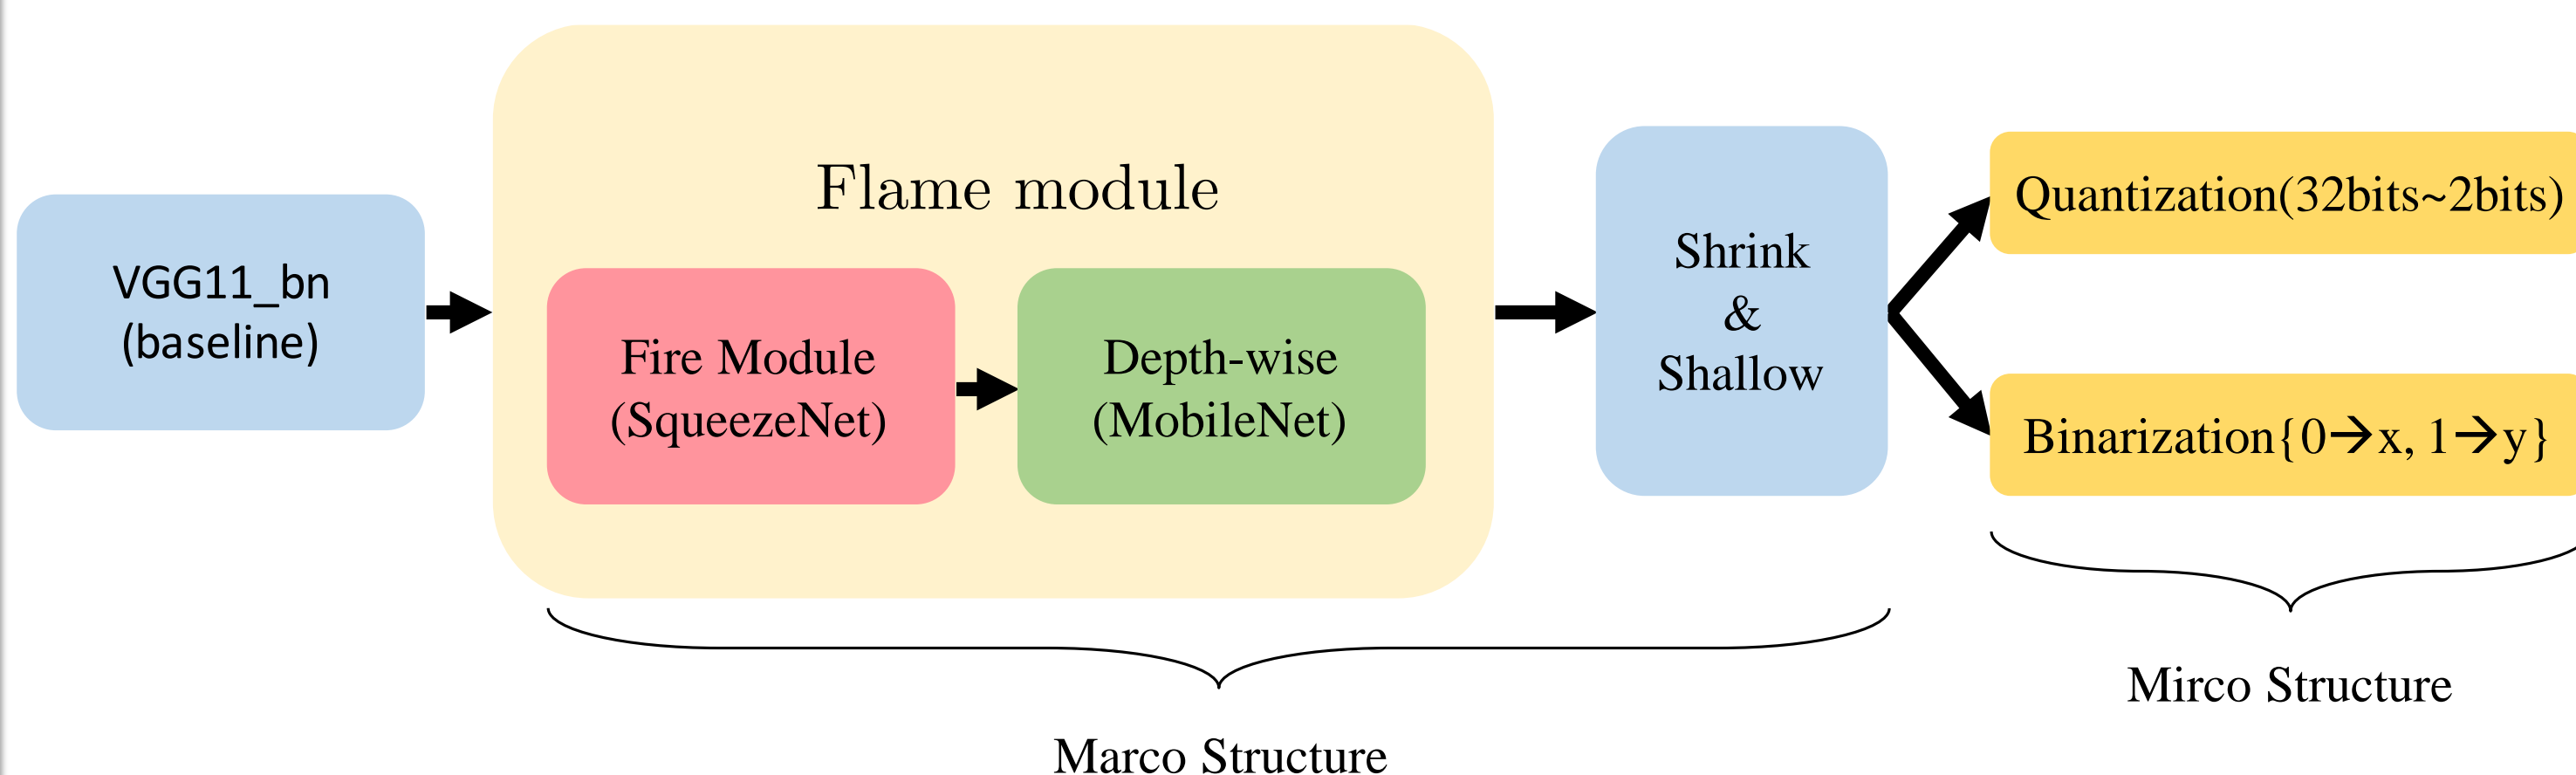 VGG11_bn
(baseline)
Flame module
Fire Module
(SqueezeNet)
Depth-wise
(MobileNet)
Shrink
&
Shallow
Quantization(32bits~2bits)
Binarization{0→x, 1→y}
Marco Structure
Mirco Structure